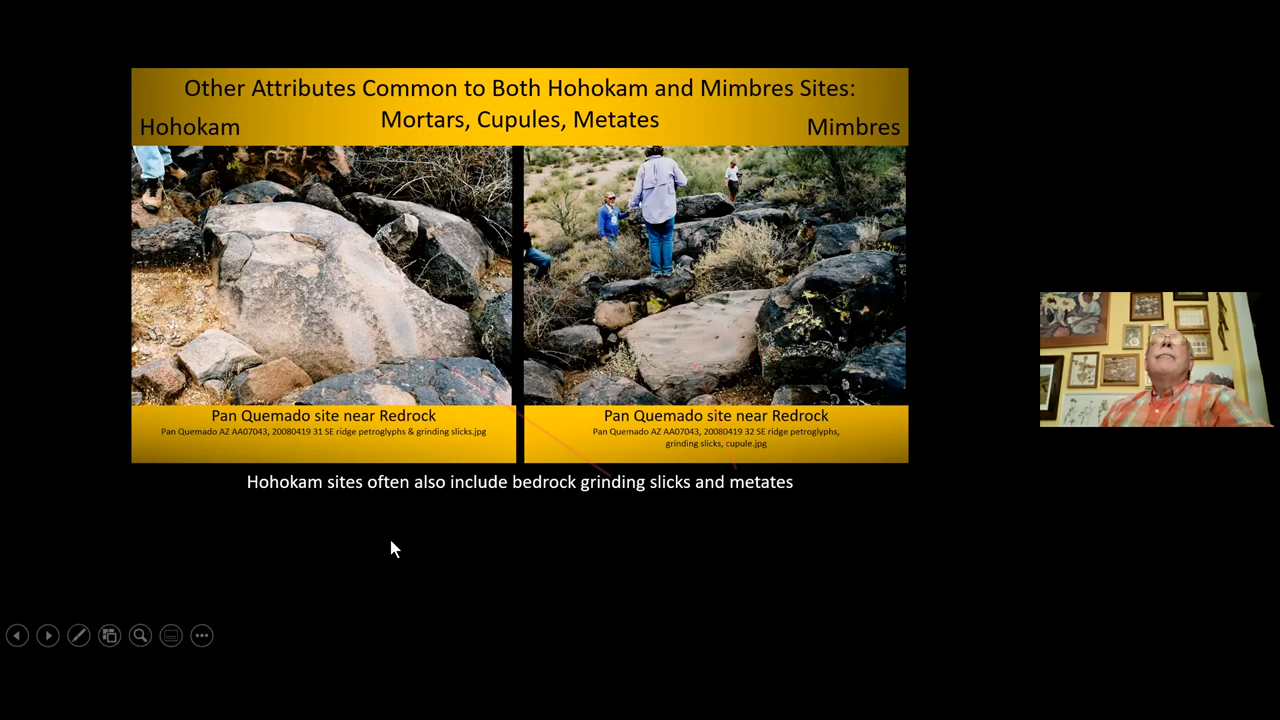 Other Attributes Common to Both Hohokam and Mimbres Sites:
Mortars, Cupules, Metates
Hohokam
Mimbres
Pan Quemado site near Redrock
Pan Quemado AZ AA07043, 20080419 31 SE ridge petroglyphs & grinding slicks.jpg
Pan Quemado site near Redrock
Pan Quemado AZ AA07043, 20080419 32 SE ridge petroglyphs,
grinding slicks, cupule.jpg
Hohokam sites often also include bedrock grinding slicks and metates